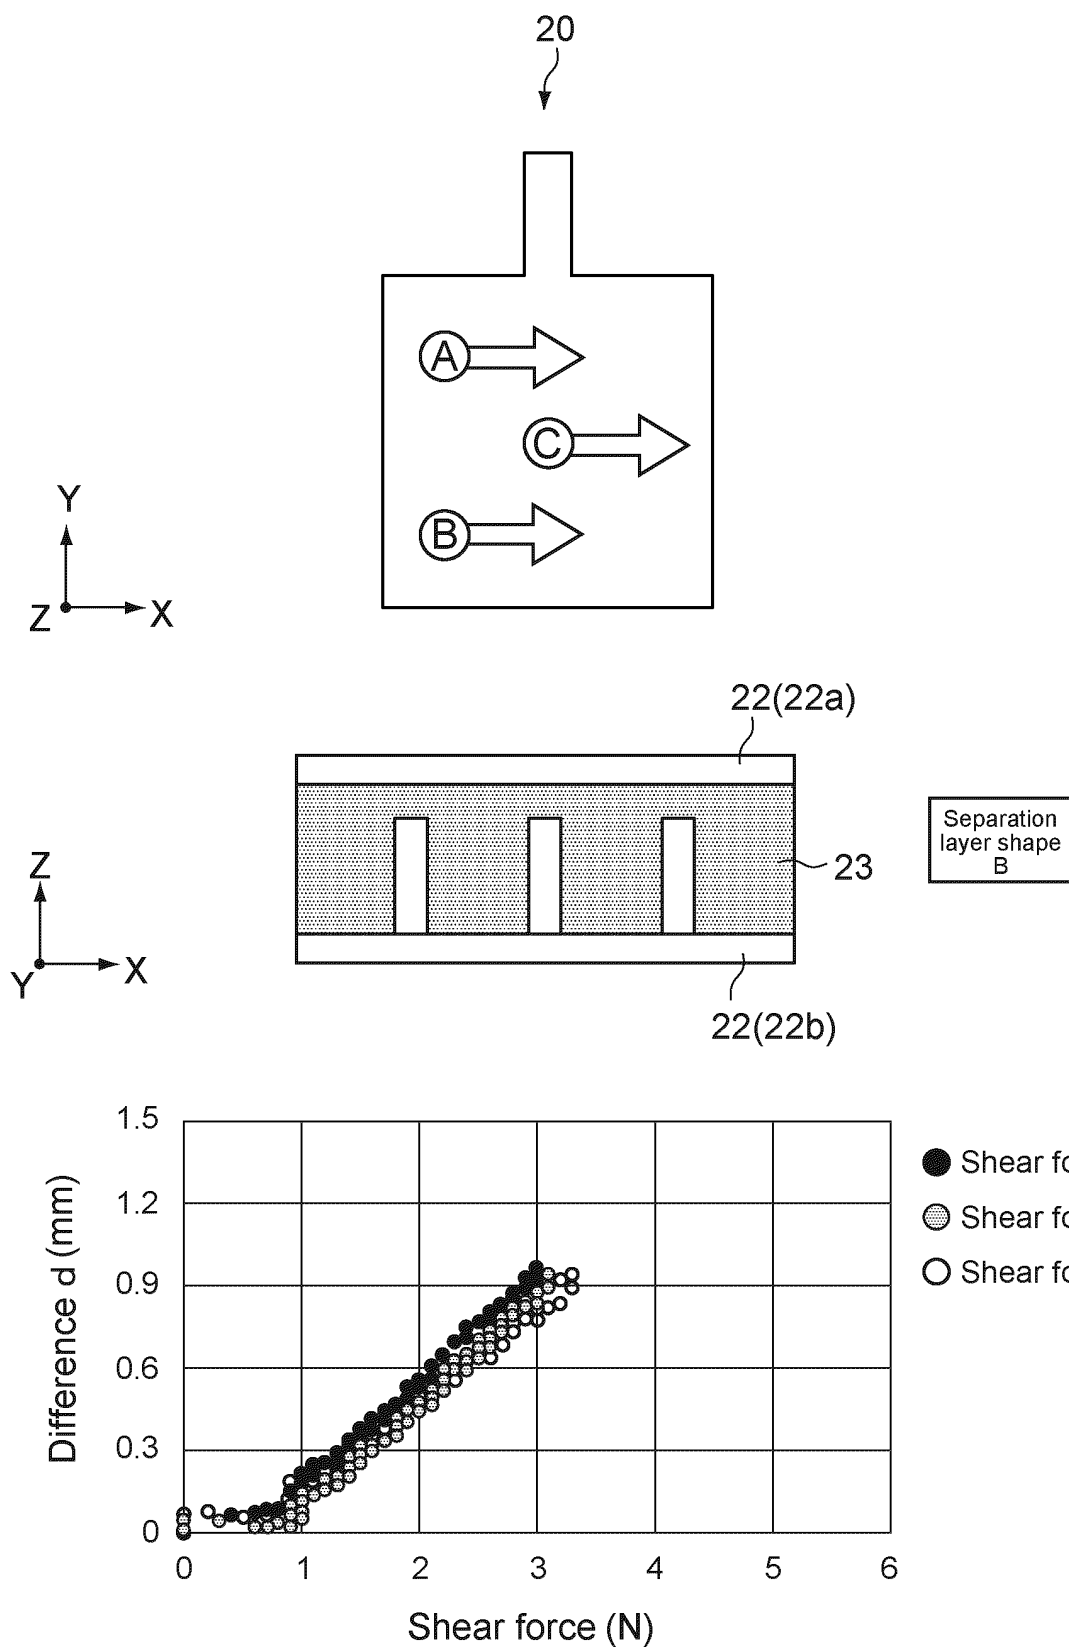 20
A
C
B
Y
Z
X
22(22a)
Separation
layer shape
B
23
Z
Y
X
22(22b)
1.5
1.2
0.9
0.6
0.3
0
Difference d (mm)
Shear fo
Shear fo
Shear fo
0 1 2 3 4 5 6
Shear force (N)